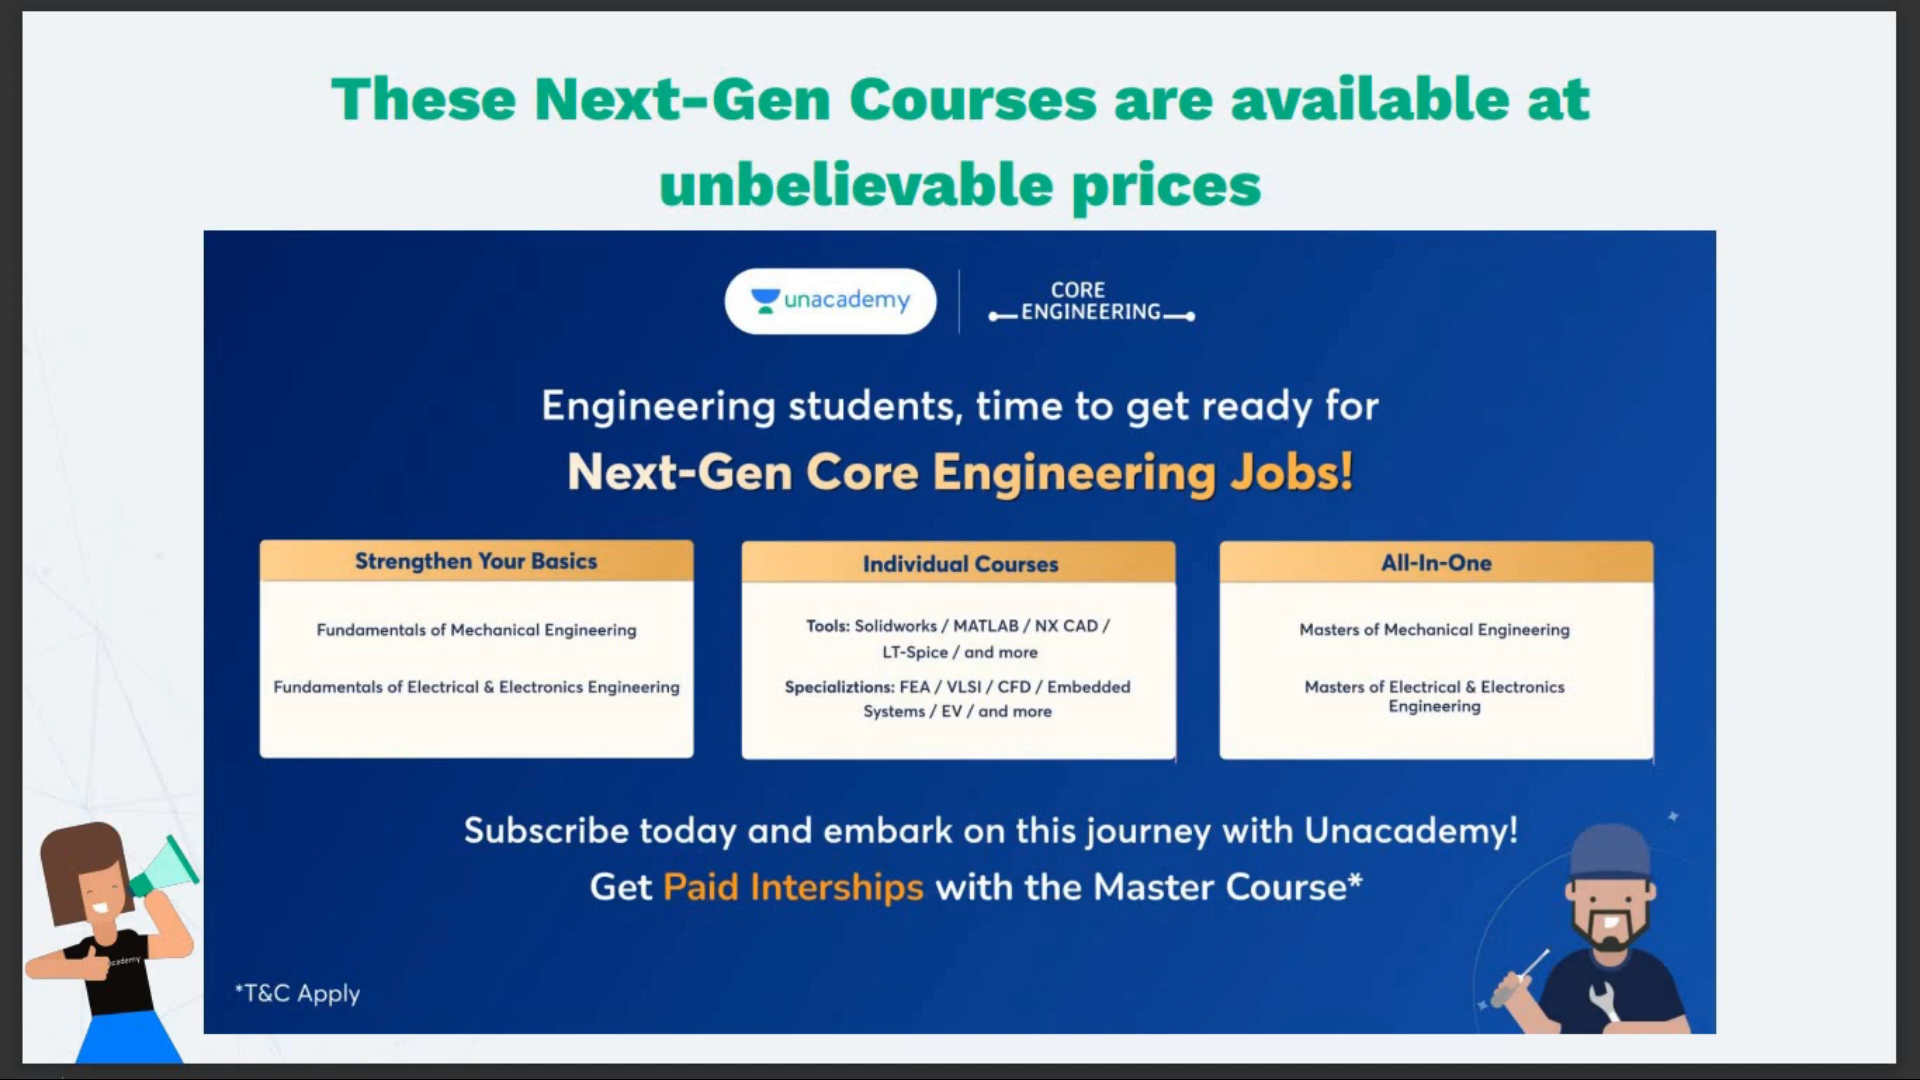 These Next-Gen Courses are available at
unbelievable prices
unacademy
CORE
ENGINEERING
Engineering students, time to get ready for
Next-Gen Core Engineering Jobs!
Strengthen Your Basics
Fundamentals of Mechanical Engineering
Fundamentals of Electrical & Electronics Engineering
Individual Courses
Tools: Solidworks / MATLAB / NX CAD /
LT-Spice / and more
Specializtions: FEA / VLSI / CFD / Embedded
Systems / EV / and more
All-In-One
Masters of Mechanical Engineering
Masters of Electrical & Electronics
Engineering
Subscribe today and embark on this journey with Unacademy!
Get Paid Interships with the Master Course*
*T&C Apply
academy